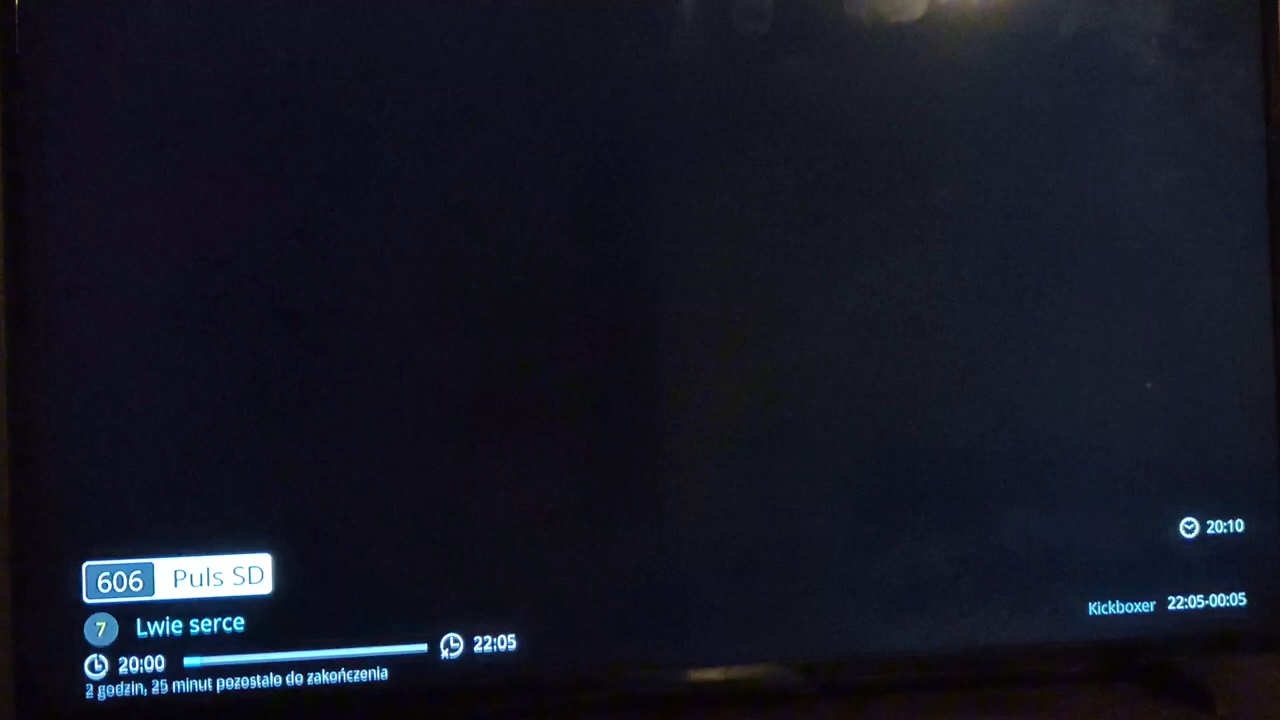 20:10
606 Puls SD
Kickboxer 22:05-00:05
7 Lwie serce
20:00 22:05
2 godzin, 25 minut pozostało do zakończenia